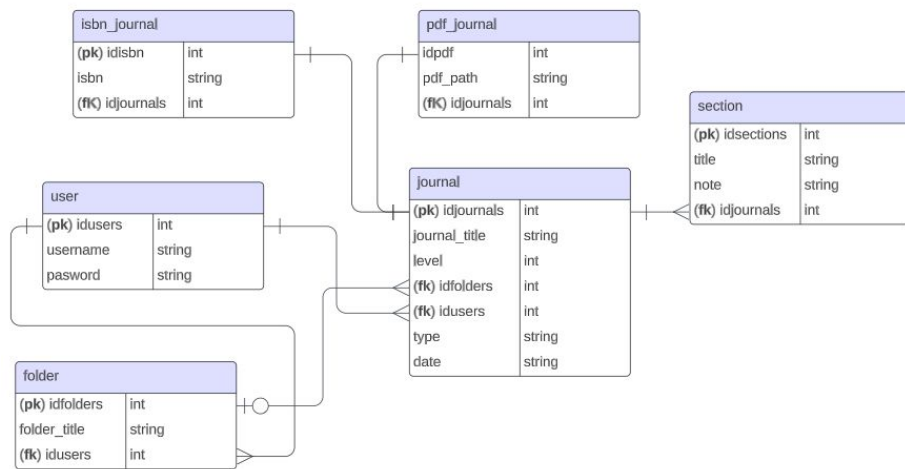 isbn_journal
(pk) idisbn int
isbn string
(fK) idjournals int
pdf_journal
idpdf int
pdf_path string
(fK) idjournals int
section
(pk) idsections int
title string
note string
(fk) idjournals int
user
(pk) idusers int
username string
pasword string
journal
(pk) idjournals int
journal_title string
level int
(fk) idfolders int
(fk) idusers int
type string
date string
folder
(pk) idfolders int
folder_title string
(fk) idusers int